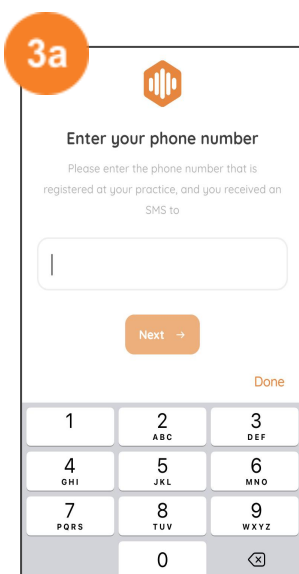 3a
Enter your phone number
Please enter the phone number that is
registered at your practice, and you received an
SMS to
Next →
Done
1 2 3
ABC DEF
4 5 6
GHI JKL MNO
7 8 9
PQRS TUV WXYZ
0